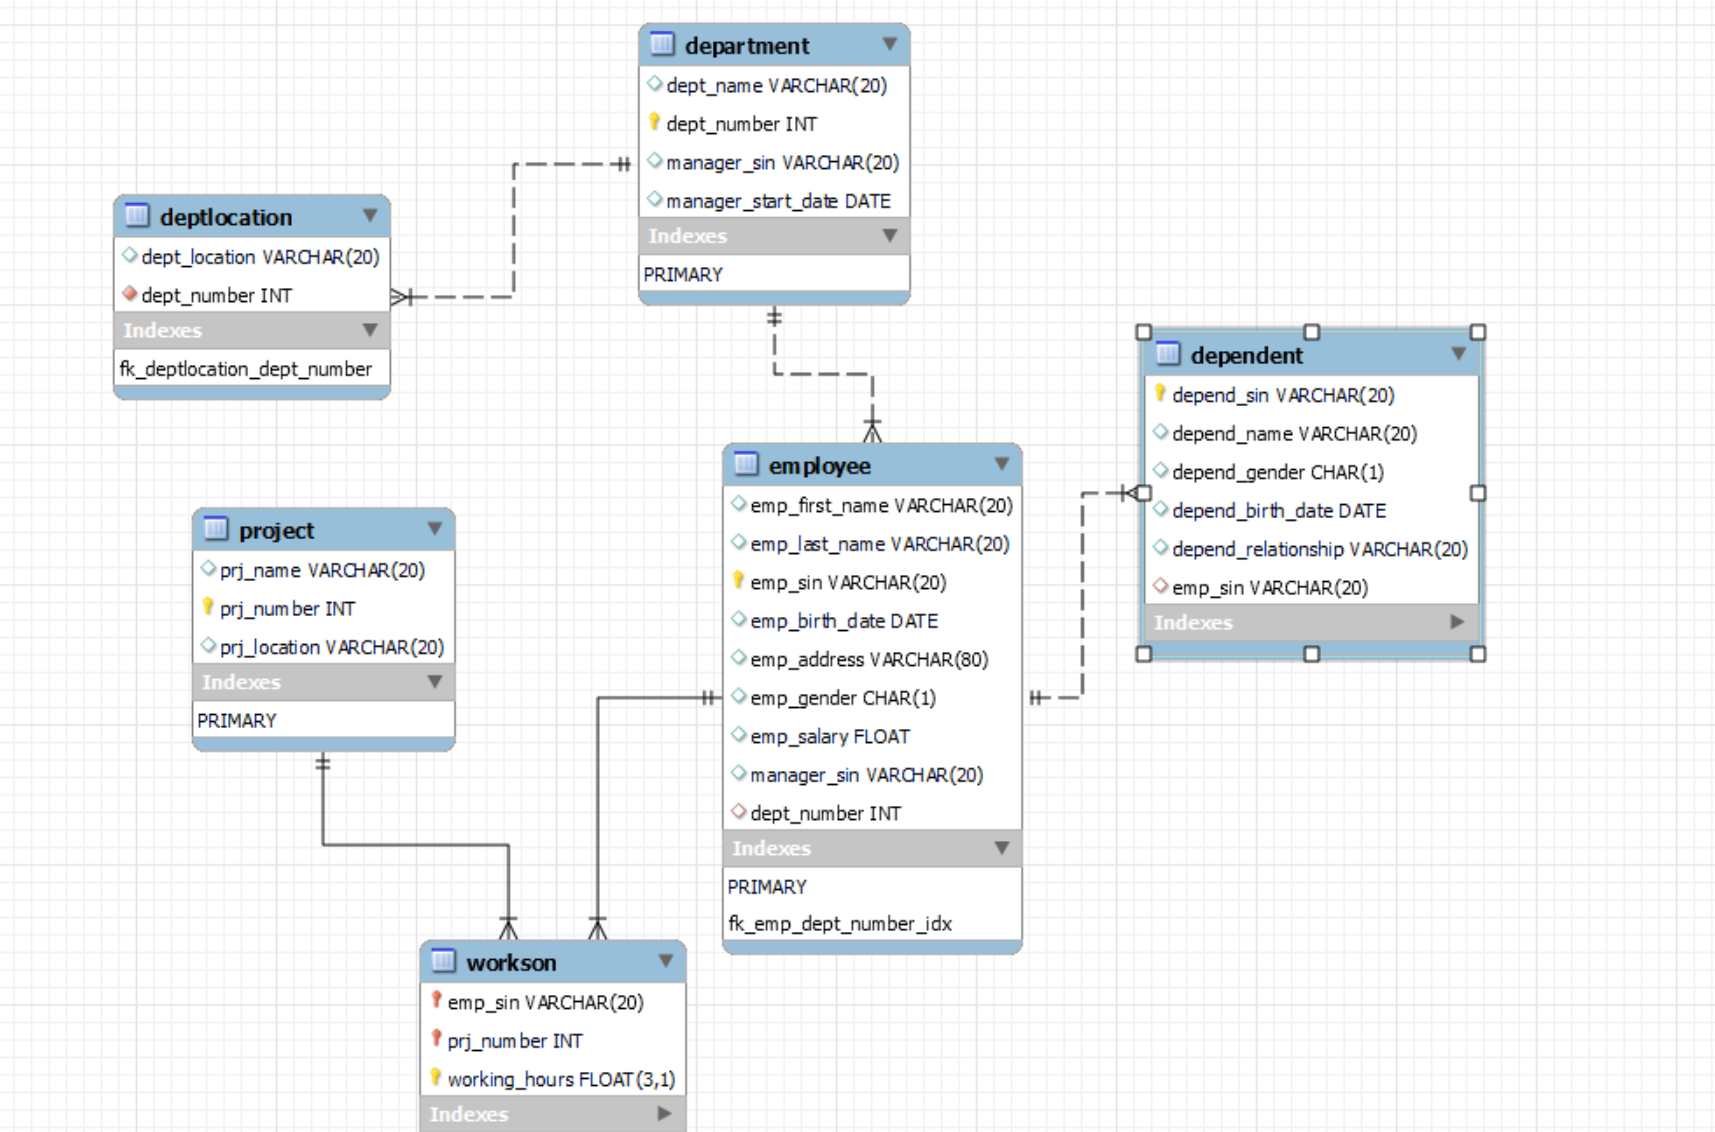 department
dept_name VARCHAR(20)
dept_number INT
manager_sin VARCHAR(20)
manager_start_date DATE
Indexes
PRIMARY
deptlocation
dept_location VARCHAR(20)
dept_number INT
Indexes
fk_deptlocation_dept_number
dependent
depend_sin VARCHAR(20)
depend_name VARCHAR(20)
depend_gender CHAR(1)
depend_birth_date DATE
depend_relationship VARCHAR(20)
emp_sin VARCHAR(20)
Indexes
employee
emp_first_name VARCHAR(20)
emp_last_name VARCHAR(20)
emp_sin VARCHAR(20)
emp_birth_date DATE
emp_address VARCHAR(80)
emp_gender CHAR(1)
emp_salary FLOAT
manager_sin VARCHAR(20)
dept_number INT
Indexes
PRIMARY
fk_emp_dept_number_idx
project
prj_name VARCHAR(20)
prj_number INT
prj_location VARCHAR(20)
Indexes
PRIMARY
workson
emp_sin VARCHAR(20)
prj_number INT
working_hours FLOAT(3,1)
Indexes